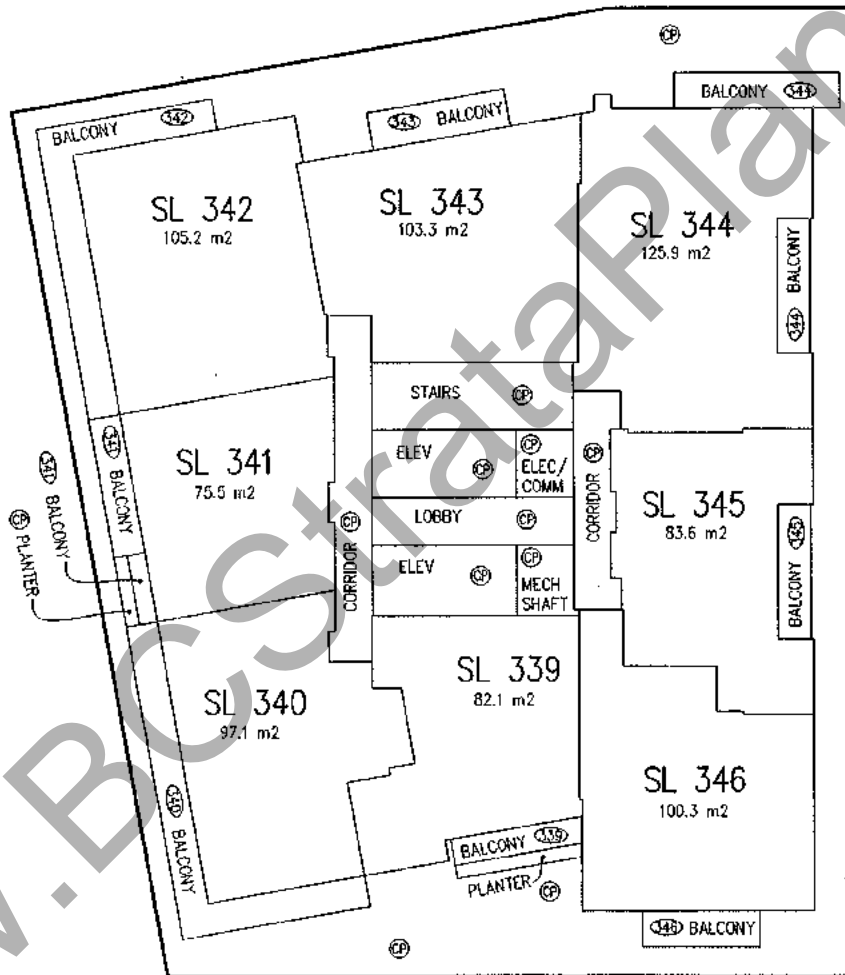 CP
BALCONY 344
343 BALCONY
BALCONY 342
SL 342
105.2 m2
SL 343
103.3 m2
SL 344
125.9 m2
344 BALCONY
STAIRS CP
ELEV CP
CP
ELEC/
COMM
LOBBY CP
ELEV CP
CP
MECH
SHAFT
CORRIDOR CP
CORRIDOR CP
341 BALCONY
341 BALCONY
CP PLANTER
SL 341
75.5 m2
SL 345
83.6 m2
BALCONY 345
SL 339
82.1 m2
SL 340
97.1 m2
340 BALCONY
SL 346
100.3 m2
BALCONY 339
PLANTER CP
346 BALCONY
CP
.BCStrataPlan